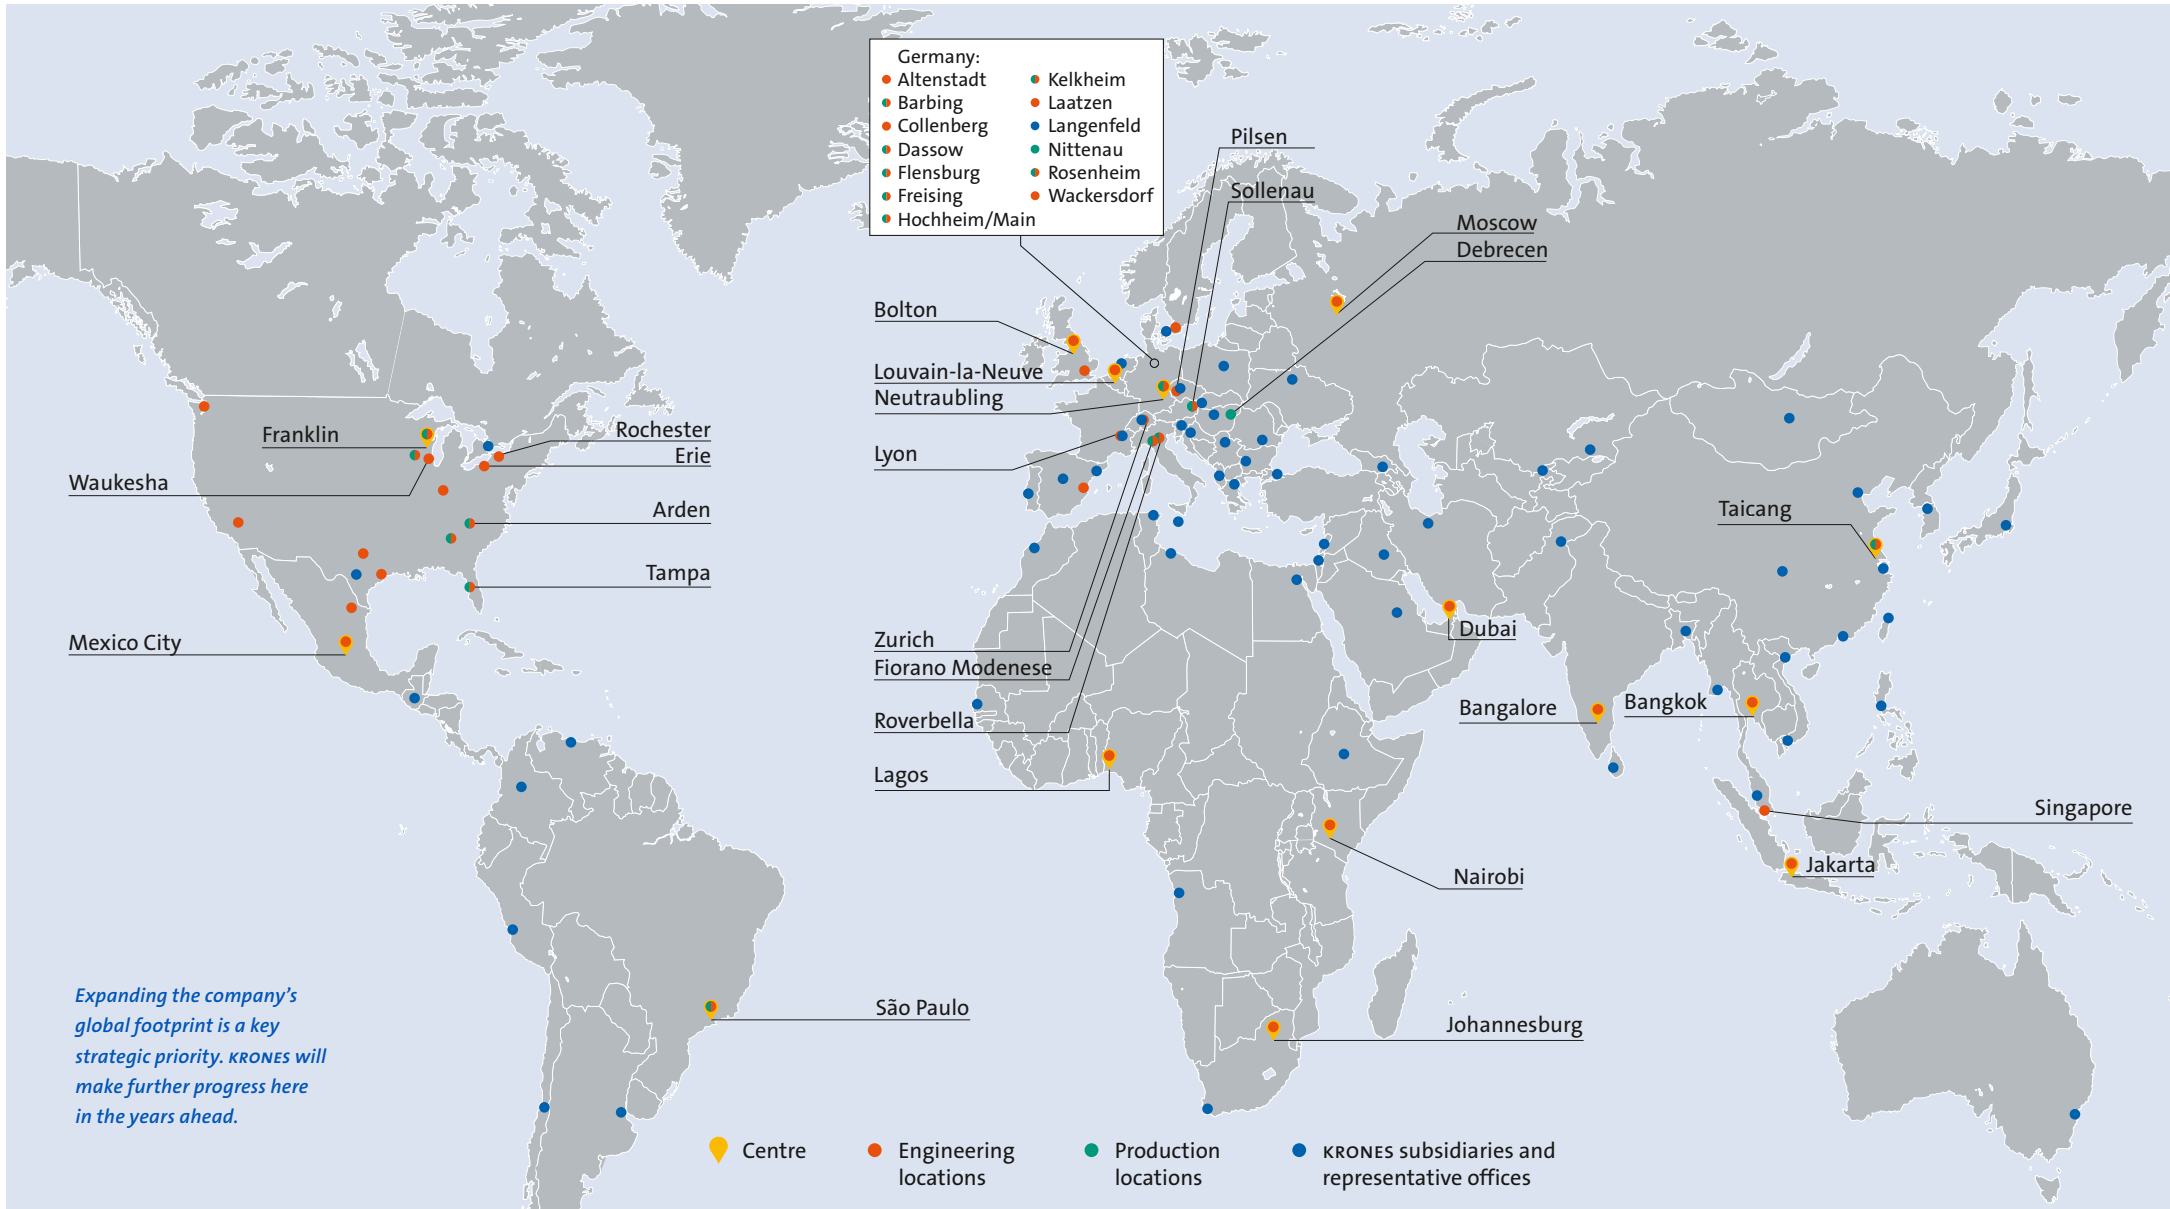 Germany:
Altenstadt
Barbing
Collenberg
Dassow
Flensburg
Freising
Hochheim/Main
Kelkheim
Laatzen
Langenfeld
Nittenau
Rosenheim
Wackersdorf
Pilsen
Sollenau
Moscow
Debrecen
Bolton
Louvain-la-Neuve
Neutraubling
Lyon
Franklin
Rochester
Erie
Waukesha
Arden
Tampa
Mexico City
Taicang
Zurich
Fiorano Modenese
Roverbella
Lagos
Dubai
Bangalore
Bangkok
Singapore
Jakarta
Nairobi
São Paulo
Johannesburg
Expanding the company's
global footprint is a key
strategic priority. KRONES will
make further progress here
in the years ahead.
Centre
Engineering
locations
Production
locations
KRONES subsidiaries and
representative offices